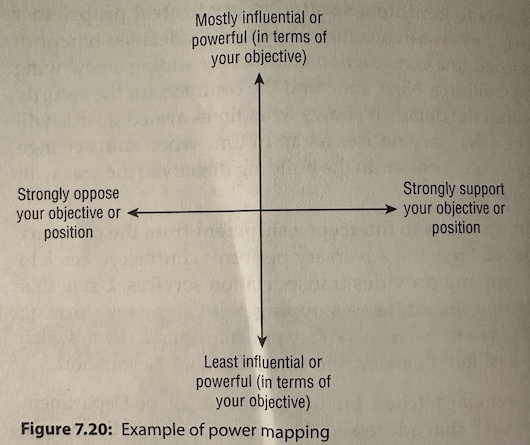 Mostly influential or
powerful (in terms of
your objective)
Strongly oppose
your objective or
position
Strongly support
your objective or
position
Least influential or
powerful (in terms of
your objective)
Figure 7.20: Example of power mapping